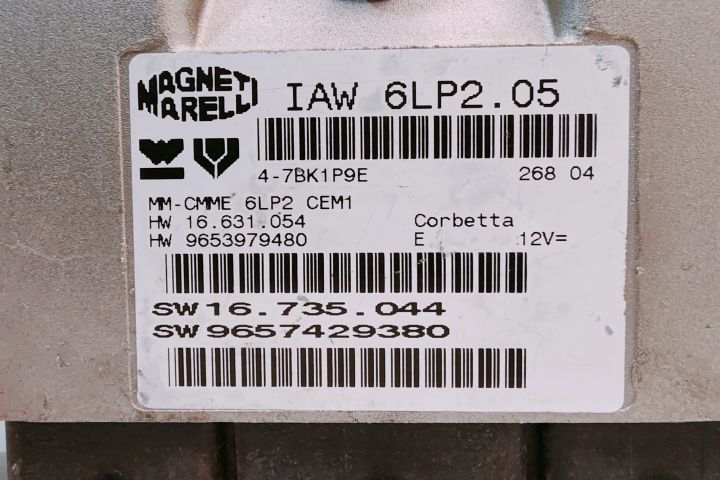 MAGNETI MARELLI
IAW 6LP2.05
4-7BK1P9E 268 04
MM-CMME 6LP2 CEM1
HW 16.631.054 Corbetta
HW 9653979480 E 12V=
SW 16.735.044
SW 9657429380